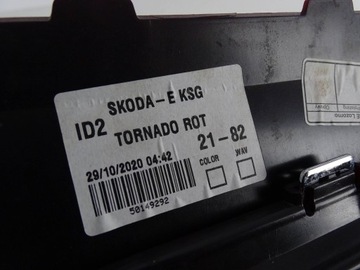 SKODA-E KSG
ID2
TORNADO ROT
21-82
29/10/2020 04:42
COLOR
WAV
50149292